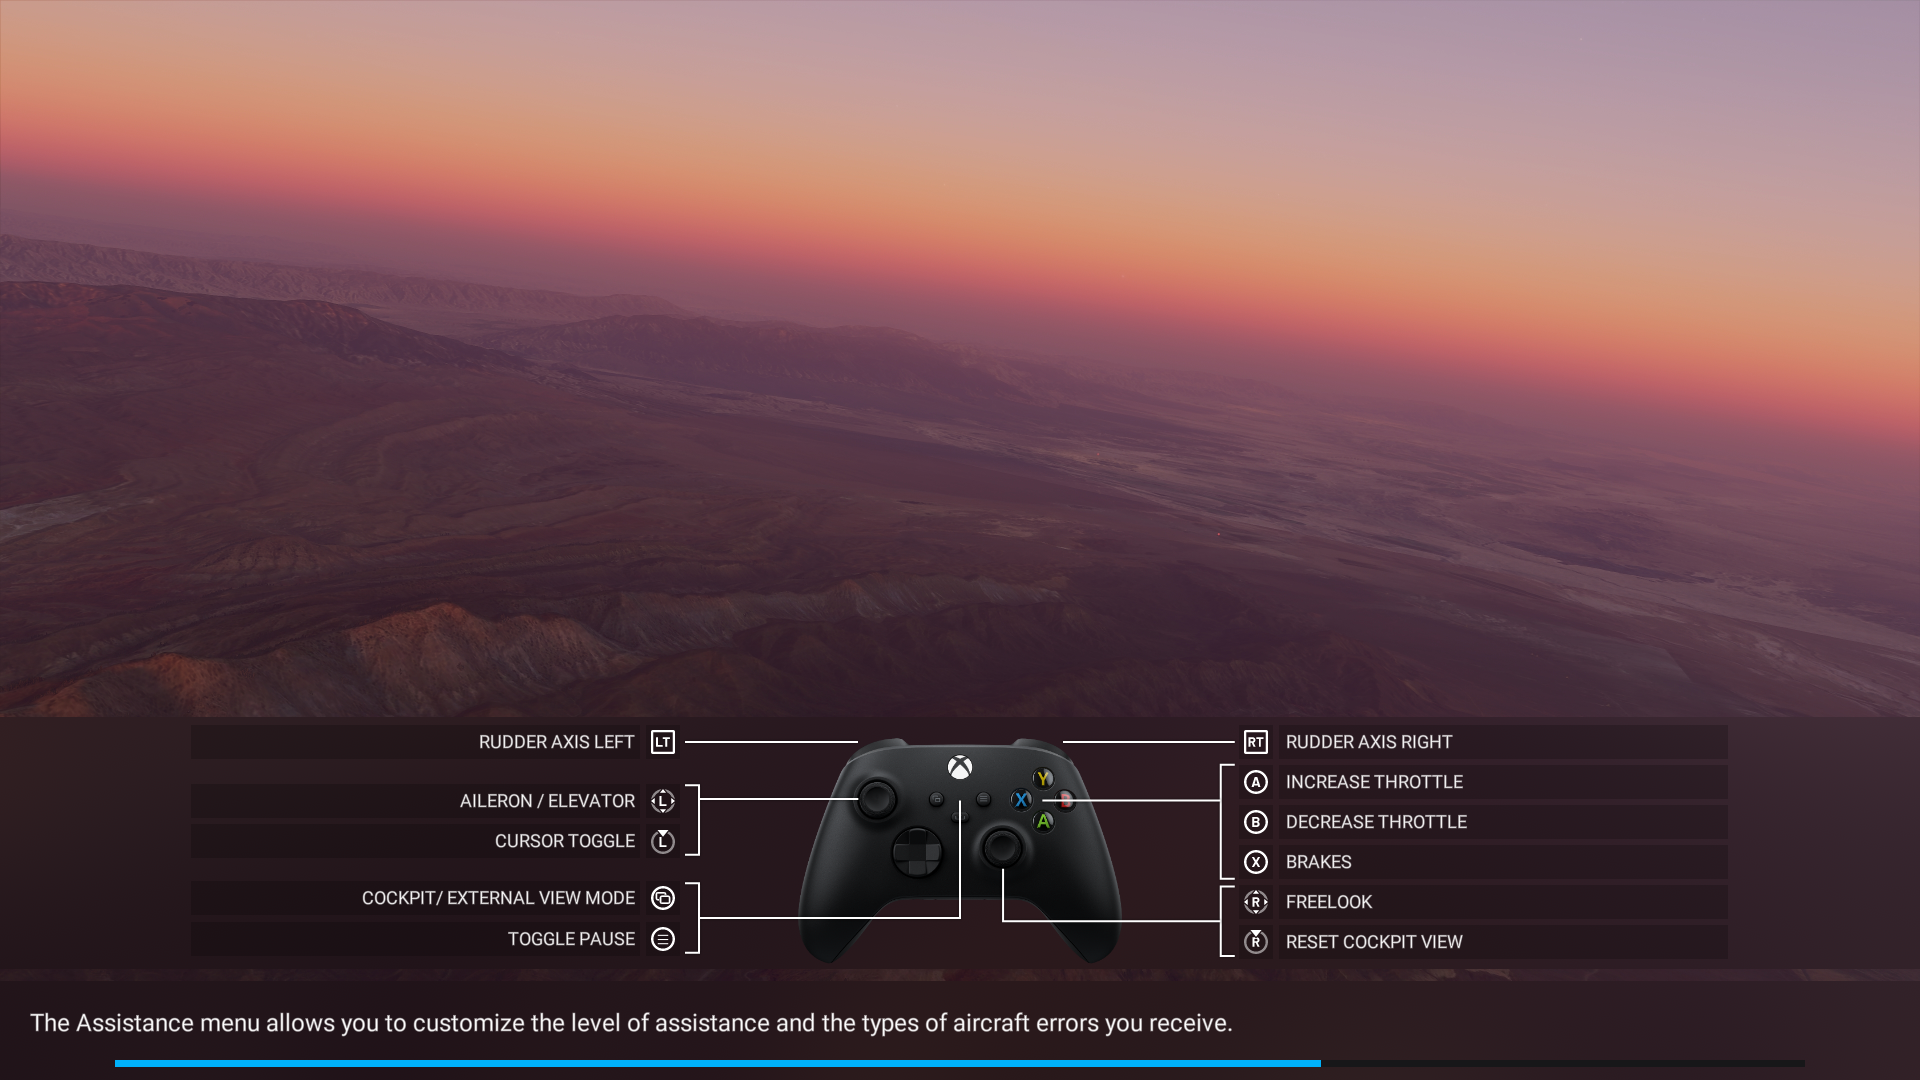 RUDDER AXIS LEFT LT
AILERON / ELEVATOR L
CURSOR TOGGLE L
COCKPIT/ EXTERNAL VIEW MODE
TOGGLE PAUSE
Y
X B
A
RT RUDDER AXIS RIGHT
A INCREASE THROTTLE
B DECREASE THROTTLE
X BRAKES
R FREELOOK
R RESET COCKPIT VIEW
The Assistance menu allows you to customize the level of assistance and the types of aircraft errors you receive.